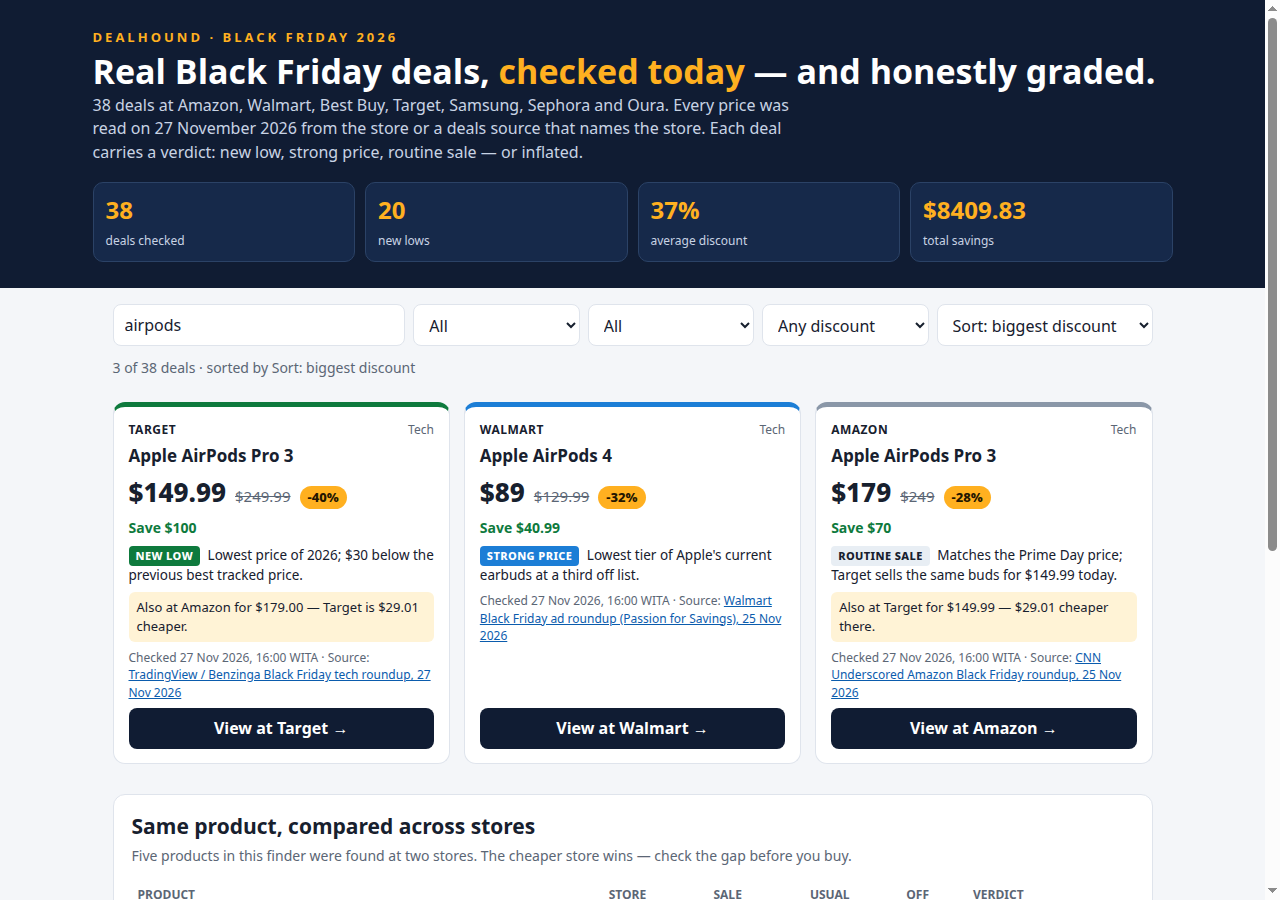 DEALHOUND · BLACK FRIDAY 2026
Real Black Friday deals, checked today — and honestly graded.
38 deals at Amazon, Walmart, Best Buy, Target, Samsung, Sephora and Oura. Every price was
read on 27 November 2026 from the store or a deals source that names the store. Each deal
carries a verdict: new low, strong price, routine sale — or inflated.
38
deals checked
20
new lows
37%
average discount
$8409.83
total savings
airpods
All
All
Any discount
Sort: biggest discount
3 of 38 deals · sorted by Sort: biggest discount
TARGET
Tech
Apple AirPods Pro 3
$149.99 $249.99 -40%
Save $100
NEW LOW Lowest price of 2026; $30 below the
previous best tracked price.
Also at Amazon for $179.00 — Target is $29.01
cheaper.
Checked 27 Nov 2026, 16:00 WITA · Source:
TradingView / Benzinga Black Friday tech roundup, 27
Nov 2026
View at Target →
WALMART
Tech
Apple AirPods 4
$89 $129.99 -32%
Save $40.99
STRONG PRICE Lowest tier of Apple's current
earbuds at a third off list.
Checked 27 Nov 2026, 16:00 WITA · Source: Walmart
Black Friday ad roundup (Passion for Savings), 25 Nov
2026
View at Walmart →
AMAZON
Tech
Apple AirPods Pro 3
$179 $249 -28%
Save $70
ROUTINE SALE Matches the Prime Day price;
Target sells the same buds for $149.99 today.
Also at Target for $149.99 — $29.01 cheaper
there.
Checked 27 Nov 2026, 16:00 WITA · Source: CNN
Underscored Amazon Black Friday roundup, 25 Nov
2026
View at Amazon →
Same product, compared across stores
Five products in this finder were found at two stores. The cheaper store wins — check the gap before you buy.
PRODUCT STORE SALE USUAL OFF VERDICT